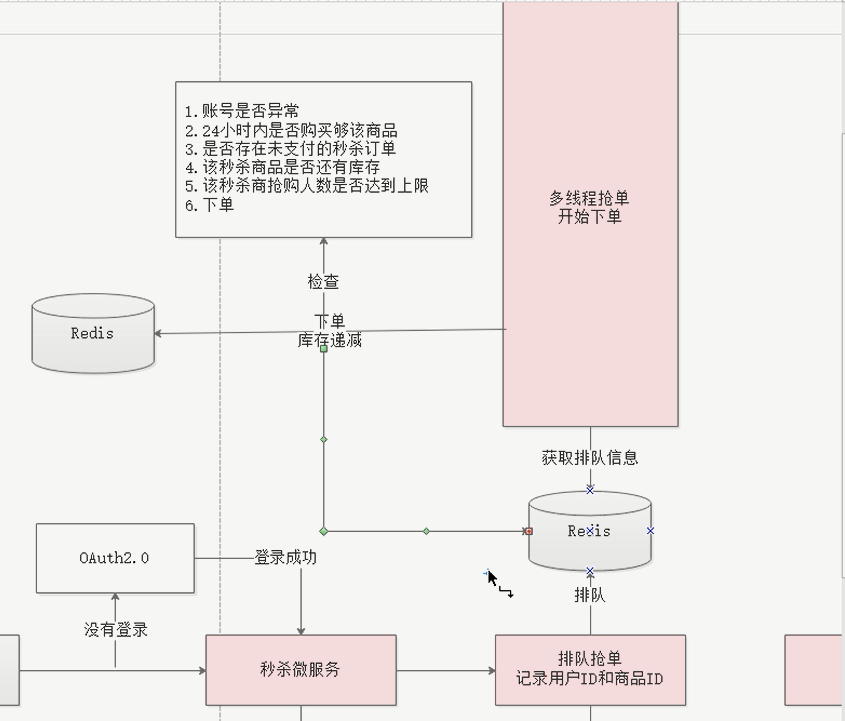 1.账号是否异常
2.24小时内是否购买够该商品
3.是否存在未支付的秒杀订单
4.该秒杀商品是否还有库存
5.该秒杀商抢购人数是否达到上限
6.下单
多线程抢单
开始下单
检查
下单
库存递减
Redis
获取排队信息
Redis
OAuth2.0
登录成功
排队
没有登录
秒杀微服务
排队抢单
记录用户ID和商品ID